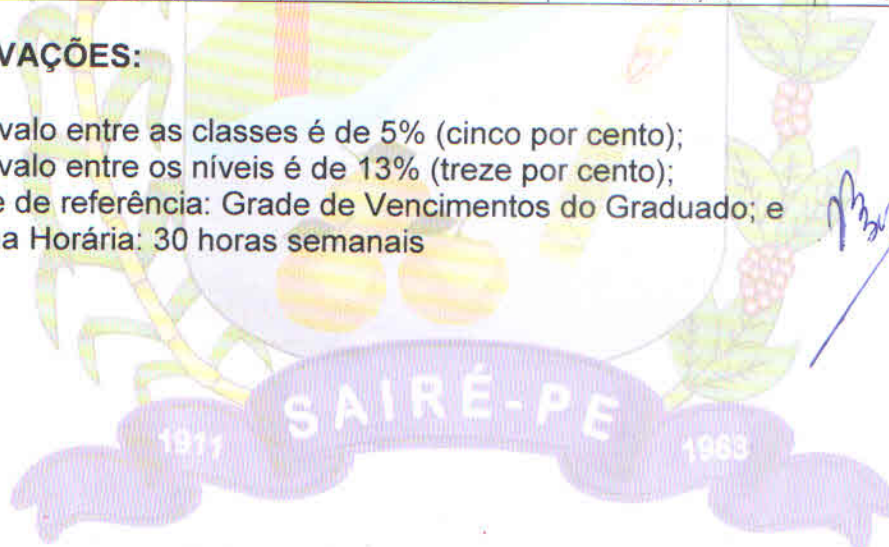 VAÇÕES:
valo entre as classes é de 5% (cinco por cento);
valo entre os níveis é de 13% (treze por cento);
e de referência: Grade de Vencimentos do Graduado; e
a Horária: 30 horas semanais
SAIRÉ-PE
1911
1963